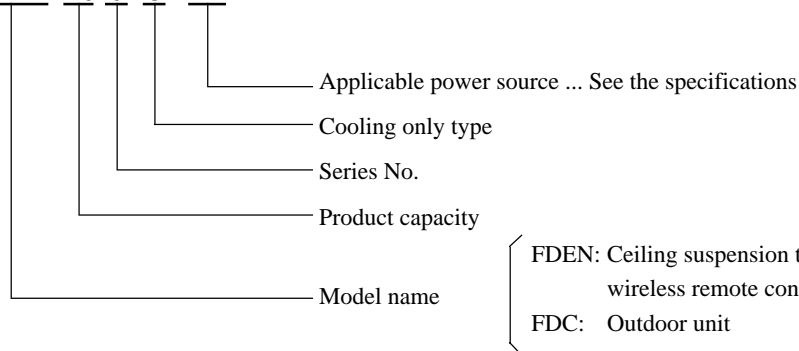 Applicable power source ... See the specifications
Cooling only type
Series No.
Product capacity
Model name
FDEN: Ceiling suspension
wireless remote
FDC: Outdoor unit